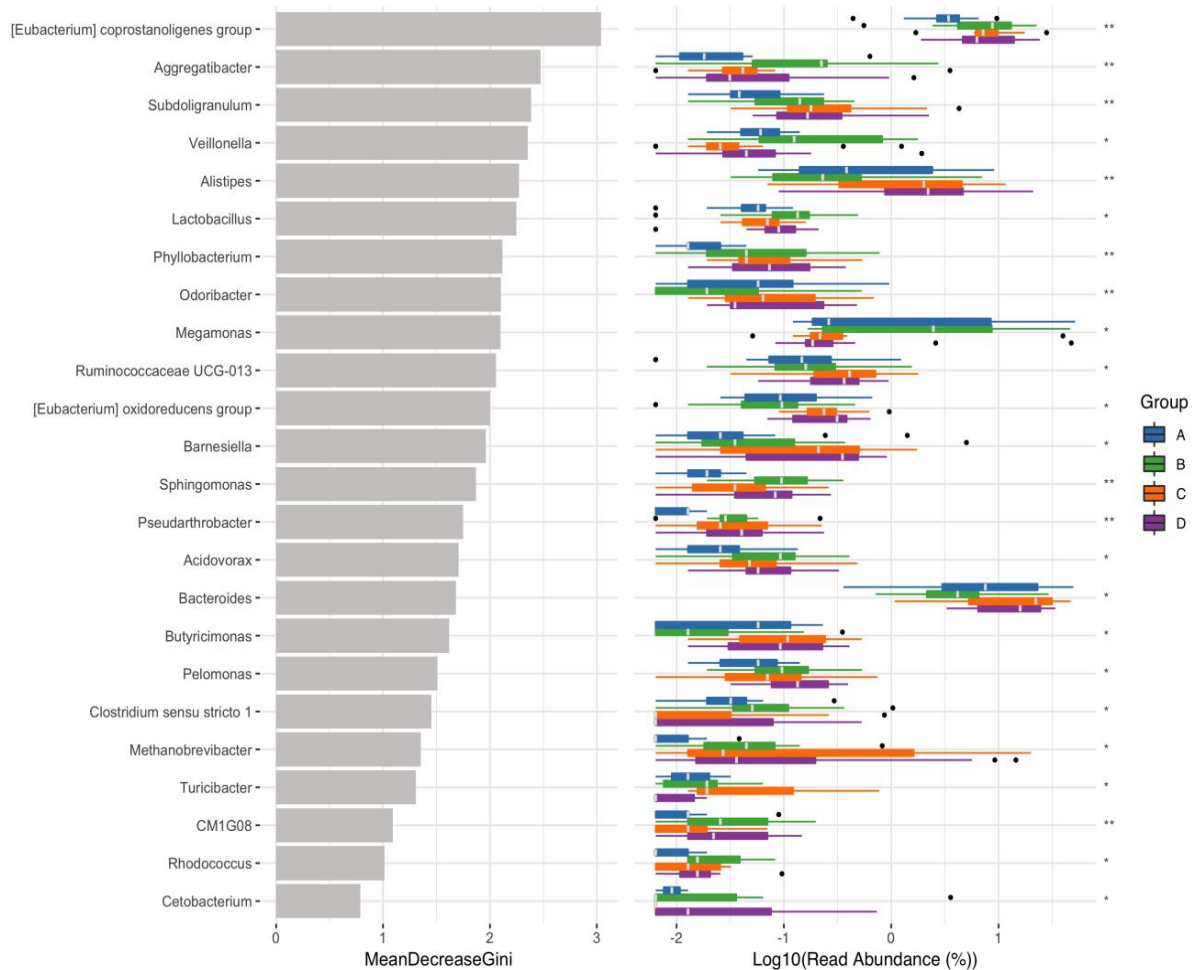 [Eubacterium] coprostanoligenes group
**
Aggregatibacter
**
Subdoligranulum
**
Veillonella
*
Alistipes
**
Lactobacillus
*
Phyllobacterium
**
Odoribacter
**
Megamonas
*
Ruminococcaceae UCG-013
*
[Eubacterium] oxidoreducens group
*
Barnesiella
*
Sphingomonas
**
Pseudarthrobacter
**
Acidovorax
*
Bacteroides
*
Butyricimonas
*
Pelomonas
*
Clostridium sensu stricto 1
*
Methanobrevibacter
*
Turicibacter
*
CM1G08
**
Rhodococcus
*
Cetobacterium
*
0 1 2 3
MeanDecreaseGini
-2 -1 0 1
Log10(Read Abundance (%))
Group
A
B
C
D